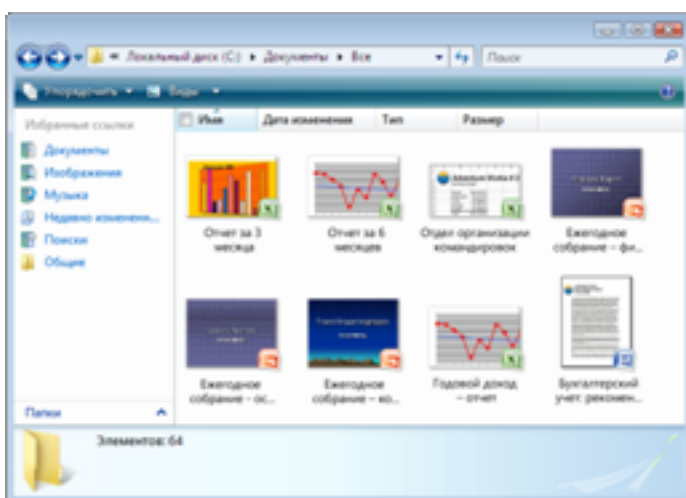 « Локальный диск (C:) ▸ Документы ▸ Все
Поиск
Упорядочить
Виды
Избранные ссылки
Имя
Дата изменения
Тип
Размер
Документы
Изображения
Музыка
Недавно изменен...
Поиски
Общие
Отчет за 3
месяца
Отчет за 6
месяцев
Отдел организации
командировок
Ежегодное
собрание – фи...
Ежегодное
собрание - ос...
Ежегодное
собрание – ко...
Годовой доход
– отчет
Бухгалтерский
учет: рекомен...
Папки
Элементов: 64